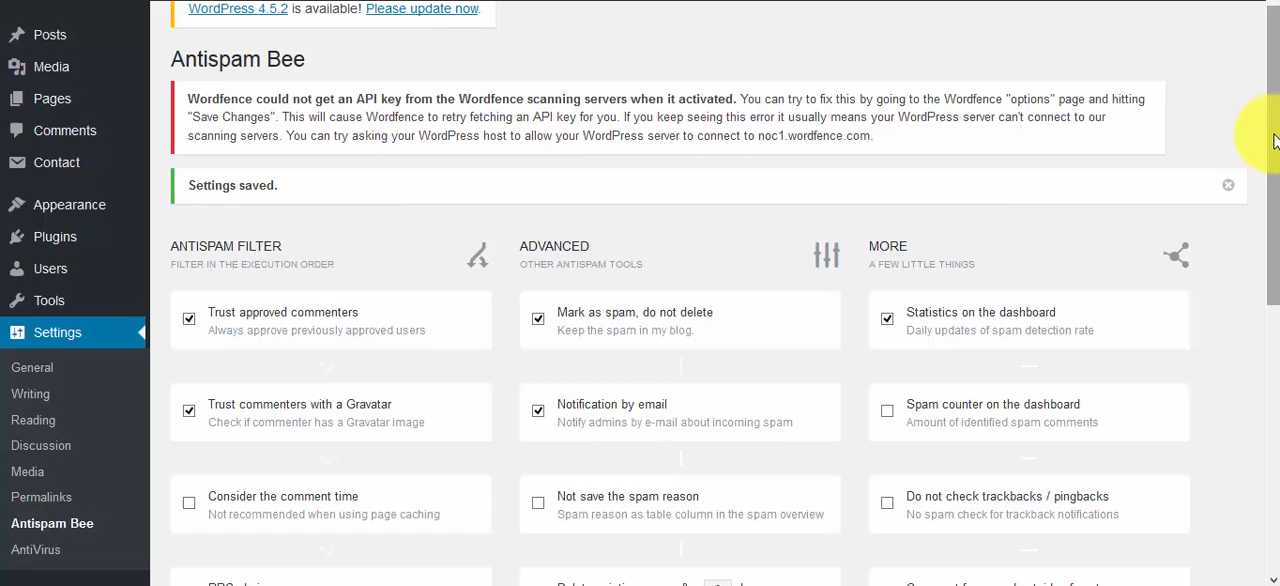 WordPress 4.5.2 is available! Please update now.
Posts
Media
Pages
Comments
Contact
Appearance
Plugins
Users
Tools
Settings
General
Writing
Reading
Discussion
Media
Permalinks
Antispam Bee
AntiVirus
Antispam Bee
Wordfence could not get an API key from the Wordfence scanning servers when it activated. You can try to fix this by going to the Wordfence "options" page and hitting
"Save Changes". This will cause Wordfence to retry fetching an API key for you. If you keep seeing this error it usually means your WordPress server can't connect to our
scanning servers. You can try asking your WordPress host to allow your WordPress server to connect to noc1.wordfence.com.
Settings saved.
ANTISPAM FILTER
FILTER IN THE EXECUTION ORDER
Trust approved commenters
Always approve previously approved users
Trust commenters with a Gravatar
Check if commenter has a Gravatar image
Consider the comment time
Not recommended when using page caching
ADVANCED
OTHER ANTISPAM TOOLS
Mark as spam, do not delete
Keep the spam in my blog.
Notification by email
Notify admins by e-mail about incoming spam
Not save the spam reason
Spam reason as table column in the spam overview
MORE
A FEW LITTLE THINGS
Statistics on the dashboard
Daily updates of spam detection rate
Spam counter on the dashboard
Amount of identified spam comments
Do not check trackbacks / pingbacks
No spam check for trackback notifications